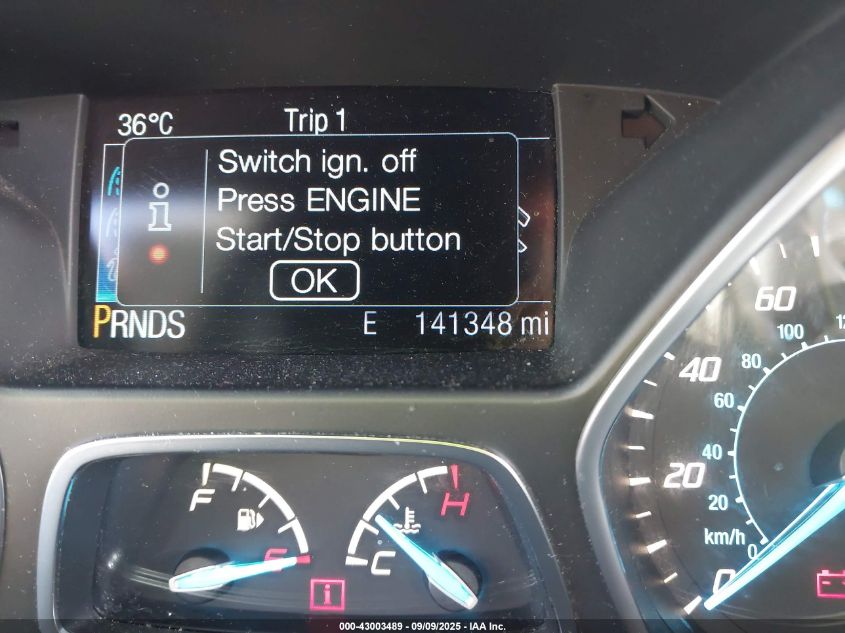 36°C Trip 1
Switch ign. off
Press ENGINE
Start/Stop button
i
OK
PRNDS E 141348 mi
F E
C H
i
0 20 40 60
km/h 0 20 40 60 80 100
000-43003489 - 09/09/2025 - IAA Inc.